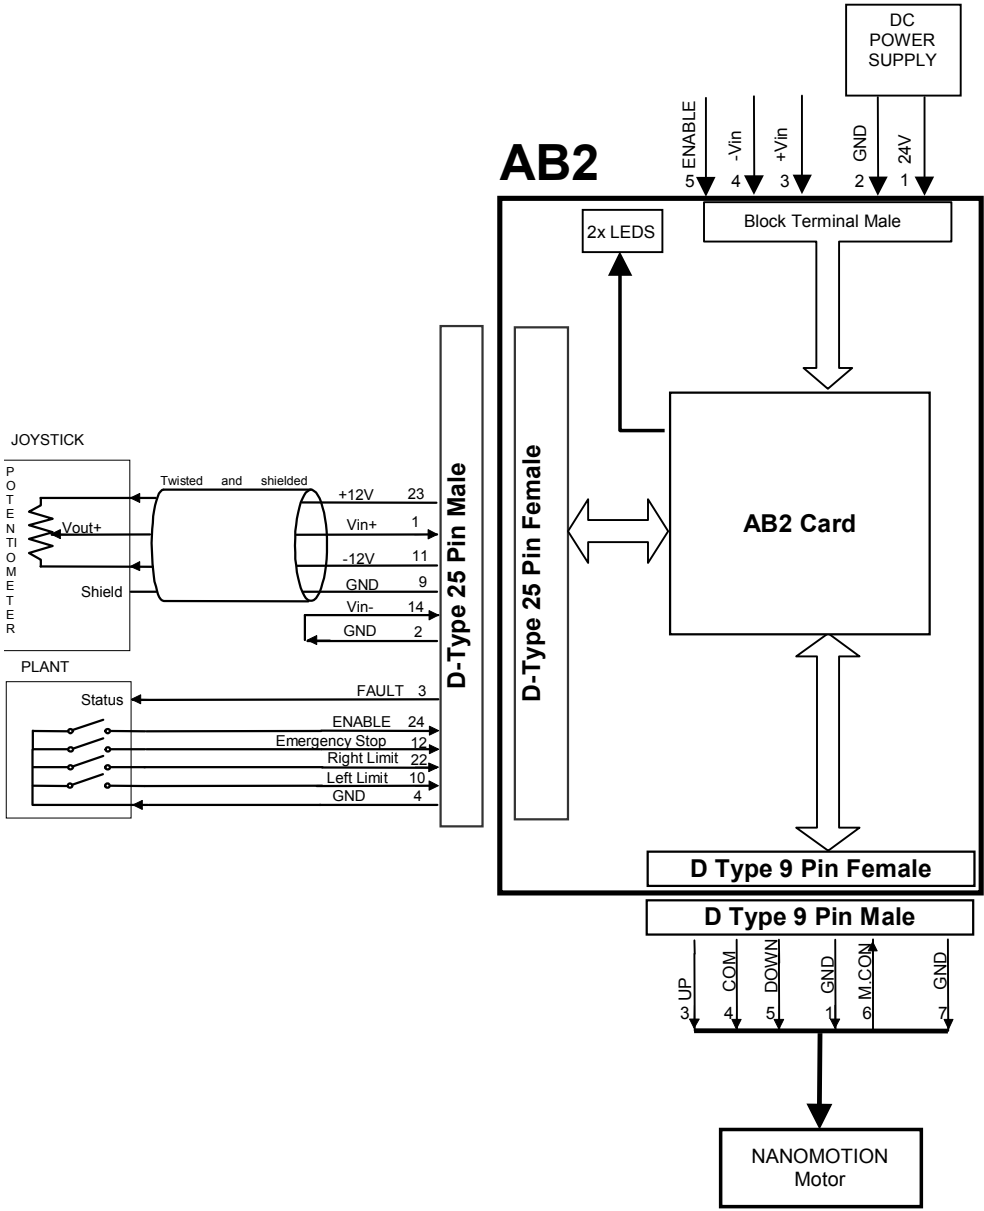 DC
POWER
SUPPLY
ENABLE
-Vin
+Vin
GND
24V
5
4
3
2
1
AB2
Block Terminal Male
2x LEDS
JOYSTICK
POTENTIOMETER
Twisted and shielded
+12V 23
Vout+
Vin+ 1
-12V 11
Shield
GND 9
Vin- 14
GND 2
D-Type 25 Pin Male
D-Type 25 Pin Female
AB2 Card
PLANT
Status
FAULT 3
ENABLE 24
Emergency Stop 12
Right Limit 22
Left Limit 10
GND 4
D Type 9 Pin Female
D Type 9 Pin Male
UP
COM
DOWN
GND
M.CON
GND
3
4
5
1
6
7
NANOMOTION
Motor